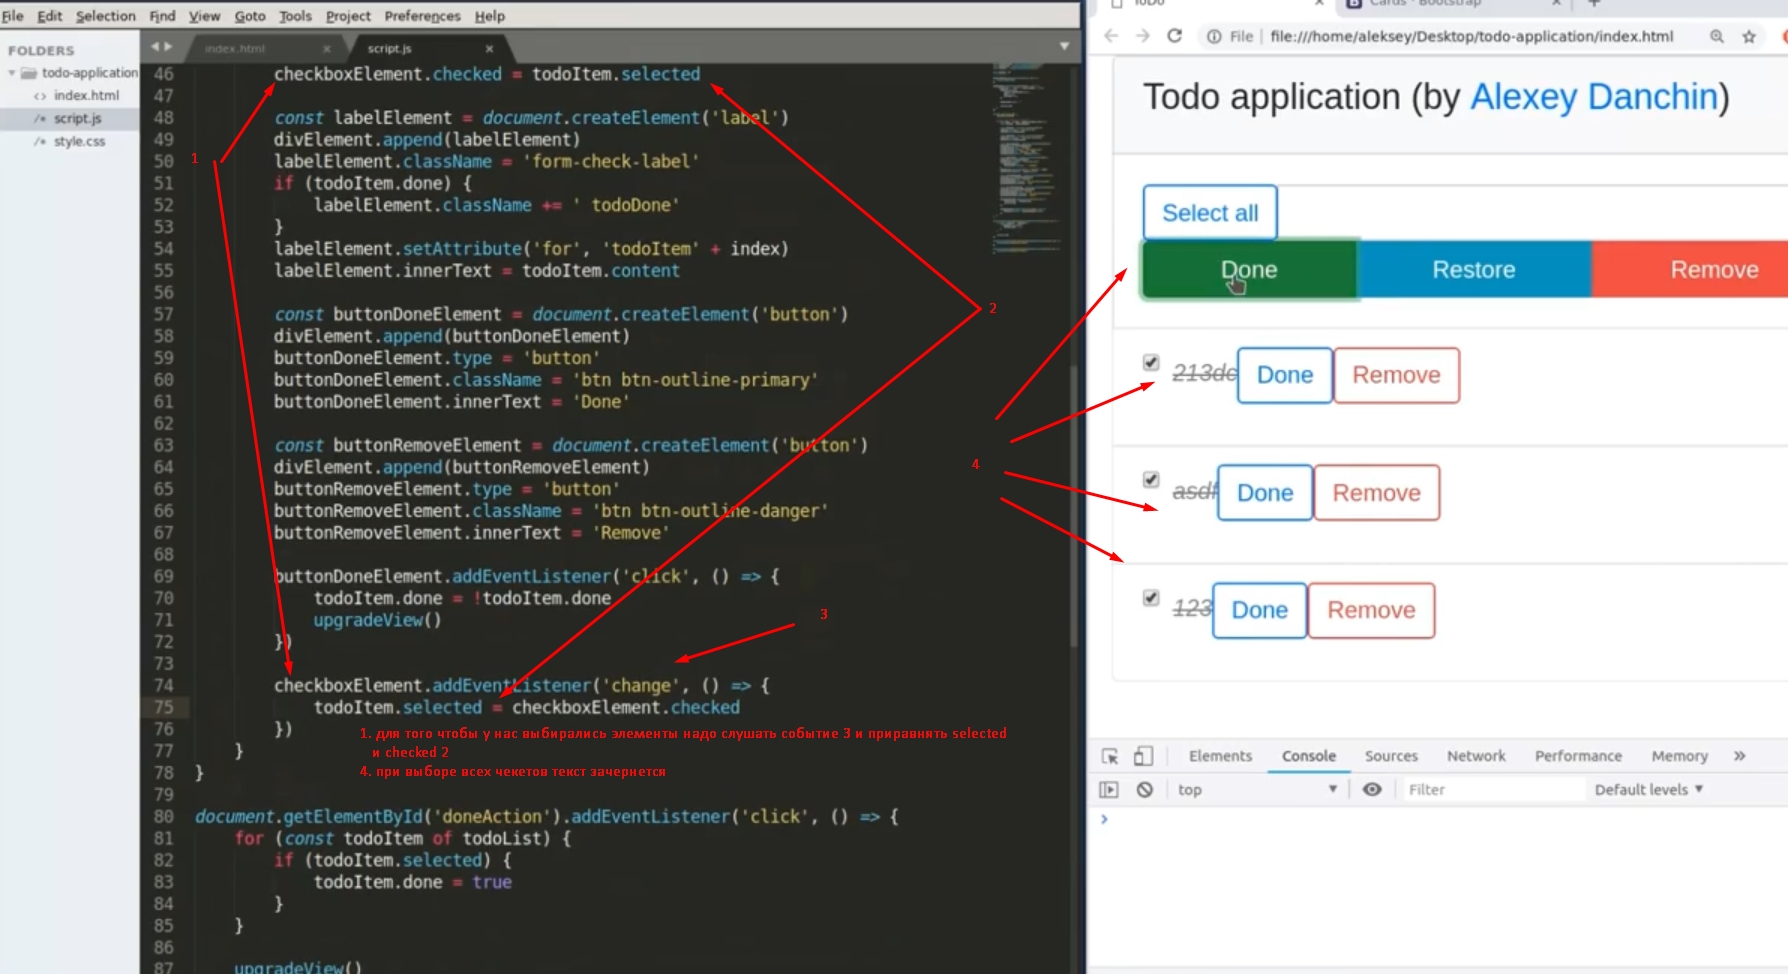 File Edit Selection View Goto Tools Project Preferences Help
FOLDERS
todo-application
<> index.html
/* script.js
/* style.css
index.html ×
script.js ×
46 checkboxElement.checked = todoItem.selected
47
48 const labelElement = document.createElement('label')
49 divElement.append(labelElement)
50 labelElement.className = 'form-check-label'
51 if (todoItem.done) {
52 labelElement.className += ' todoDone'
53 }
54 labelElement.setAttribute('for', 'todoItem' + index)
55 labelElement.innerText = todoItem.content
56
57 const buttonDoneElement = document.createElement('button')
58 divElement.append(buttonDoneElement)
59 buttonDoneElement.type = 'button'
60 buttonDoneElement.className = 'btn btn-outline-primary'
61 buttonDoneElement.innerText = 'Done'
62
63 const buttonRemoveElement = document.createElement('button')
64 divElement.append(buttonRemoveElement)
65 buttonRemoveElement.type = 'button'
66 buttonRemoveElement.className = 'btn btn-outline-danger'
67 buttonRemoveElement.innerText = 'Remove'
68
69 buttonDoneElement.addEventListener('click', () => {
70 todoItem.done = !todoItem.done
71 upgradeView()
72 })
73
74 checkboxElement.addEventListener('change', () => {
75 todoItem.selected = checkboxElement.checked
76 })
77 }
78 }
79
80 document.getElementById('doneAction').addEventListener('click', () => {
81 for (const todoItem of todoList) {
82 if (todoItem.selected) {
83 todoItem.done = true
84 }
85 }
86
87 upgradeView()
1
2
3
4
1. для того чтобы у нас выбирались элементы надо слушать событие 3 и приравнять selected
и checked 2
4. при выборе всех чекетов текст зачернется
ToDo ×
Cards · Bootstrap × +
File | file:///home/aleksey/Desktop/todo-application/index.html
Todo application (by Alexey Danchin)
Select all
Done Restore Remove
213dc Done Remove
asdf Done Remove
123 Done Remove
Elements Console Sources Network Performance Memory »
top Filter Default levels ▼
>